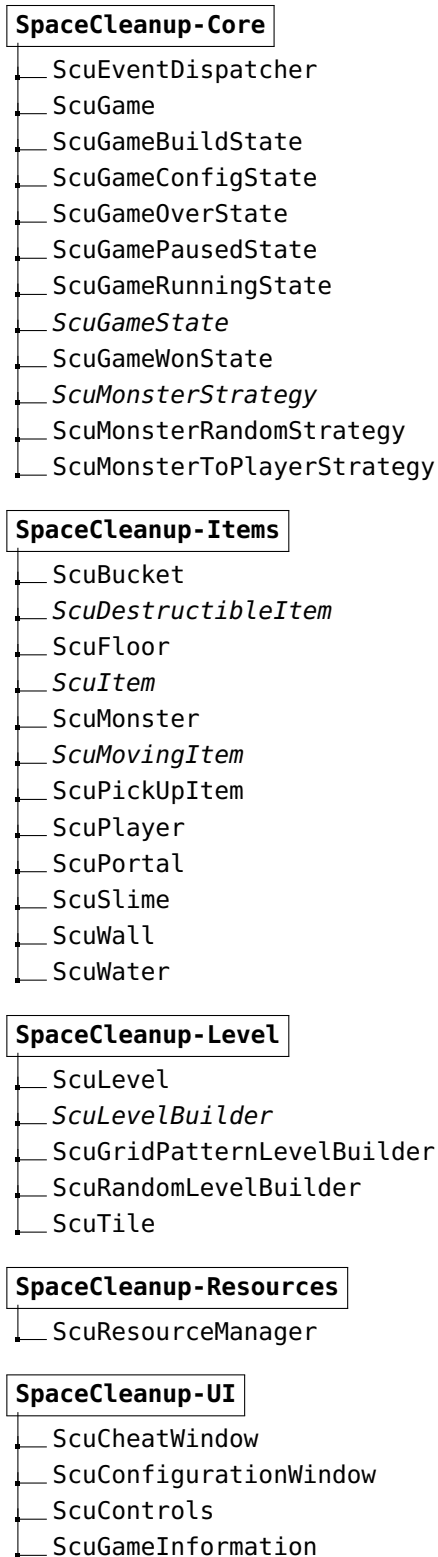 SpaceCleanup-Core
ScuEventDispatcher
ScuGame
ScuGameBuildState
ScuGameConfigState
ScuGameOverState
ScuGamePausedState
ScuGameRunningState
ScuGameState
ScuGameWonState
ScuMonsterStrategy
ScuMonsterRandomStrategy
ScuMonsterToPlayerStrategy
SpaceCleanup-Items
ScuBucket
ScuDestructibleItem
ScuFloor
ScuItem
ScuMonster
ScuMovingItem
ScuPickUpItem
ScuPlayer
ScuPortal
ScuSlime
ScuWall
ScuWater
SpaceCleanup-Level
ScuLevel
ScuLevelBuilder
ScuGridPatternLevelBuilder
ScuRandomLevelBuilder
ScuTile
SpaceCleanup-Resources
ScuResourceManager
SpaceCleanup-UI
ScuCheatWindow
ScuConfigurationWindow
ScuControls
ScuGameInformation